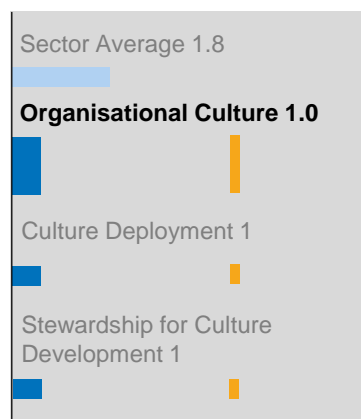 Sector Average 1.8
Organisational Culture 1.0
Culture Deployment 1
Stewardship for Culture
Development 1